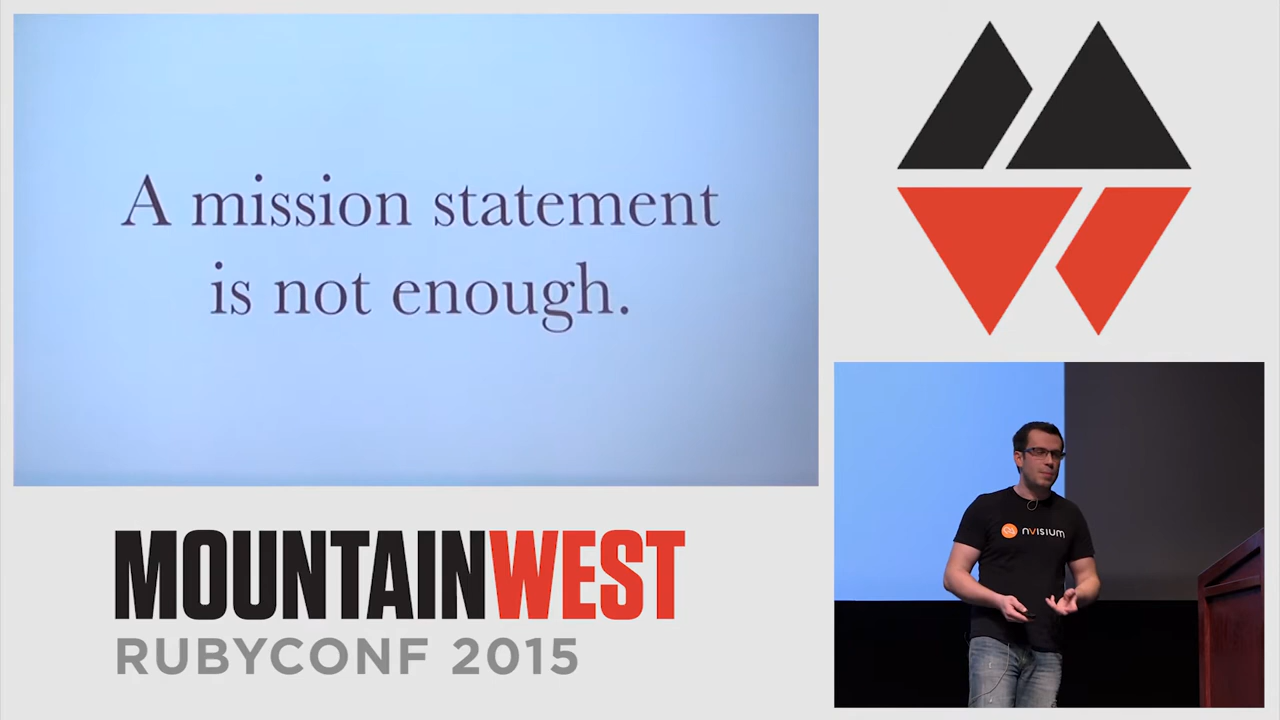 A mission statement
is not enough.
MOUNTAINWEST
RUBYCONF 2015
nVISIUM